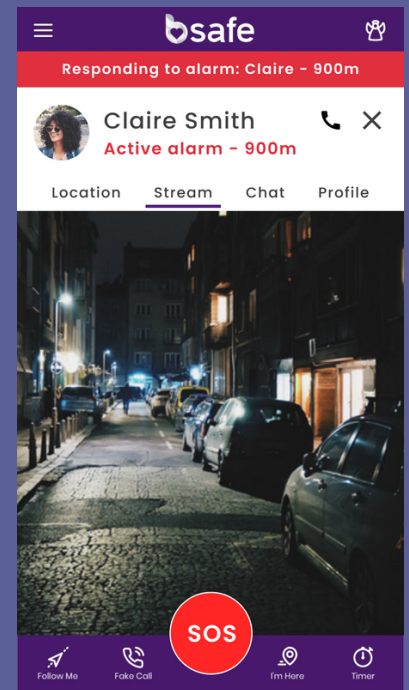 bsafe
Responding to alarm: Claire - 900m
Claire Smith
Active alarm - 900m
Location Stream Chat Profile
SOS
Follow Me Fake Call I'm Here Timer